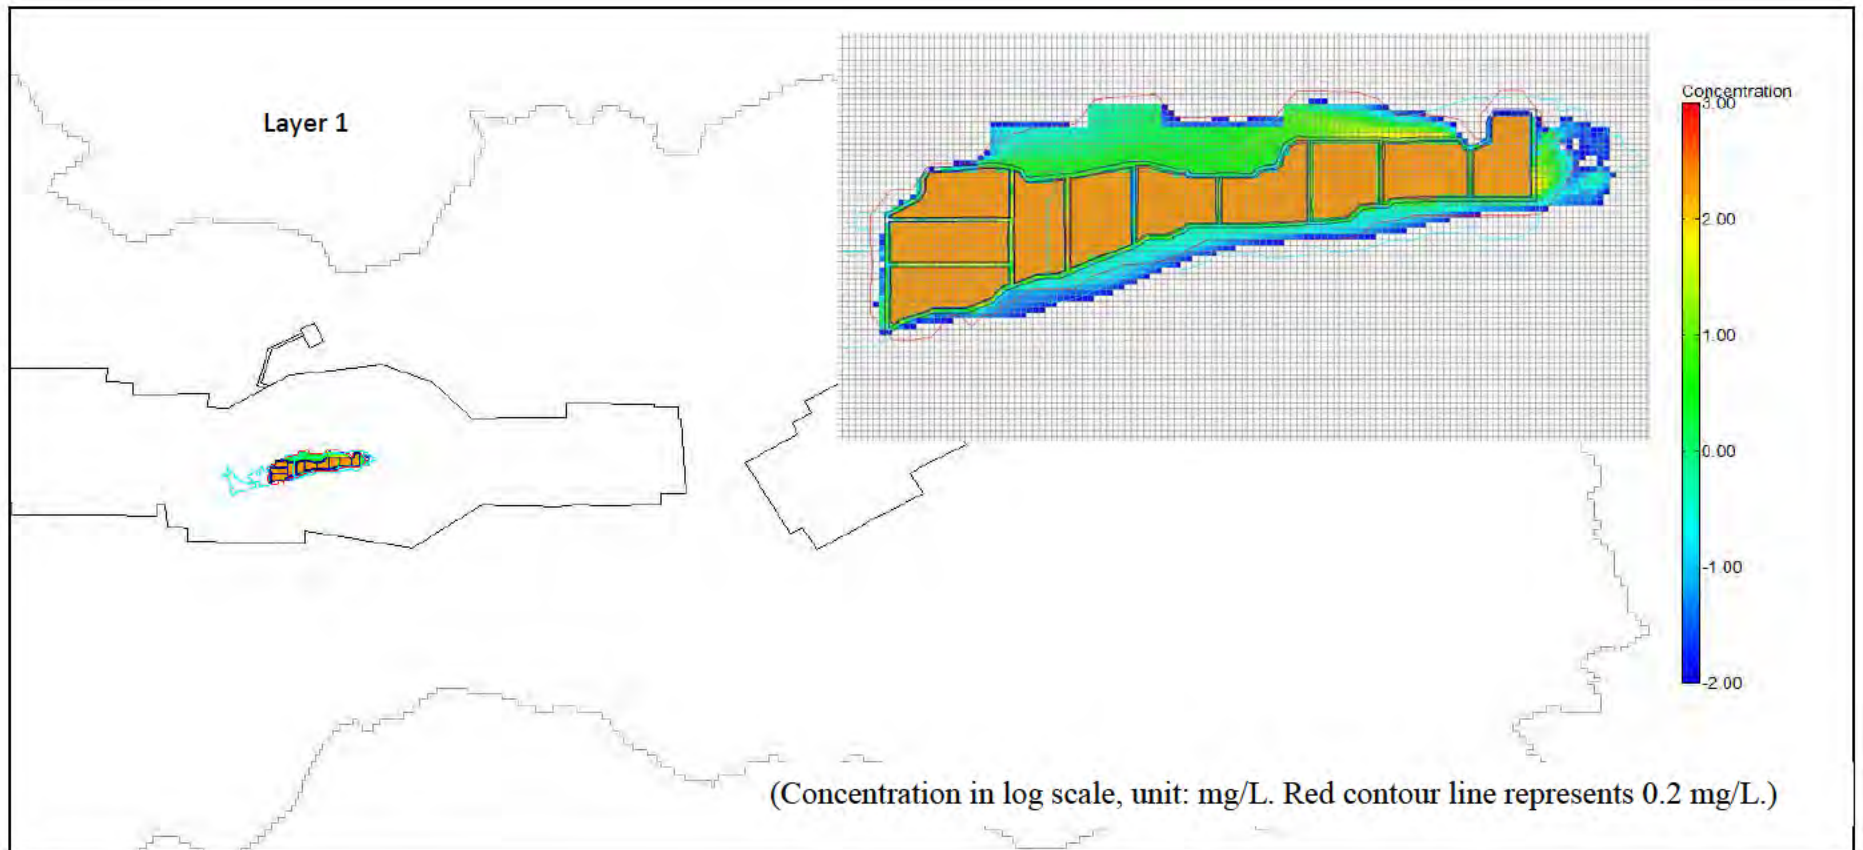 Layer 1
Concentration
3.00
2.00
1.00
0.00
-1.00
-2.00
(Concentration in log scale, unit: mg/L. Red contour line represents 0.2 mg/L.)